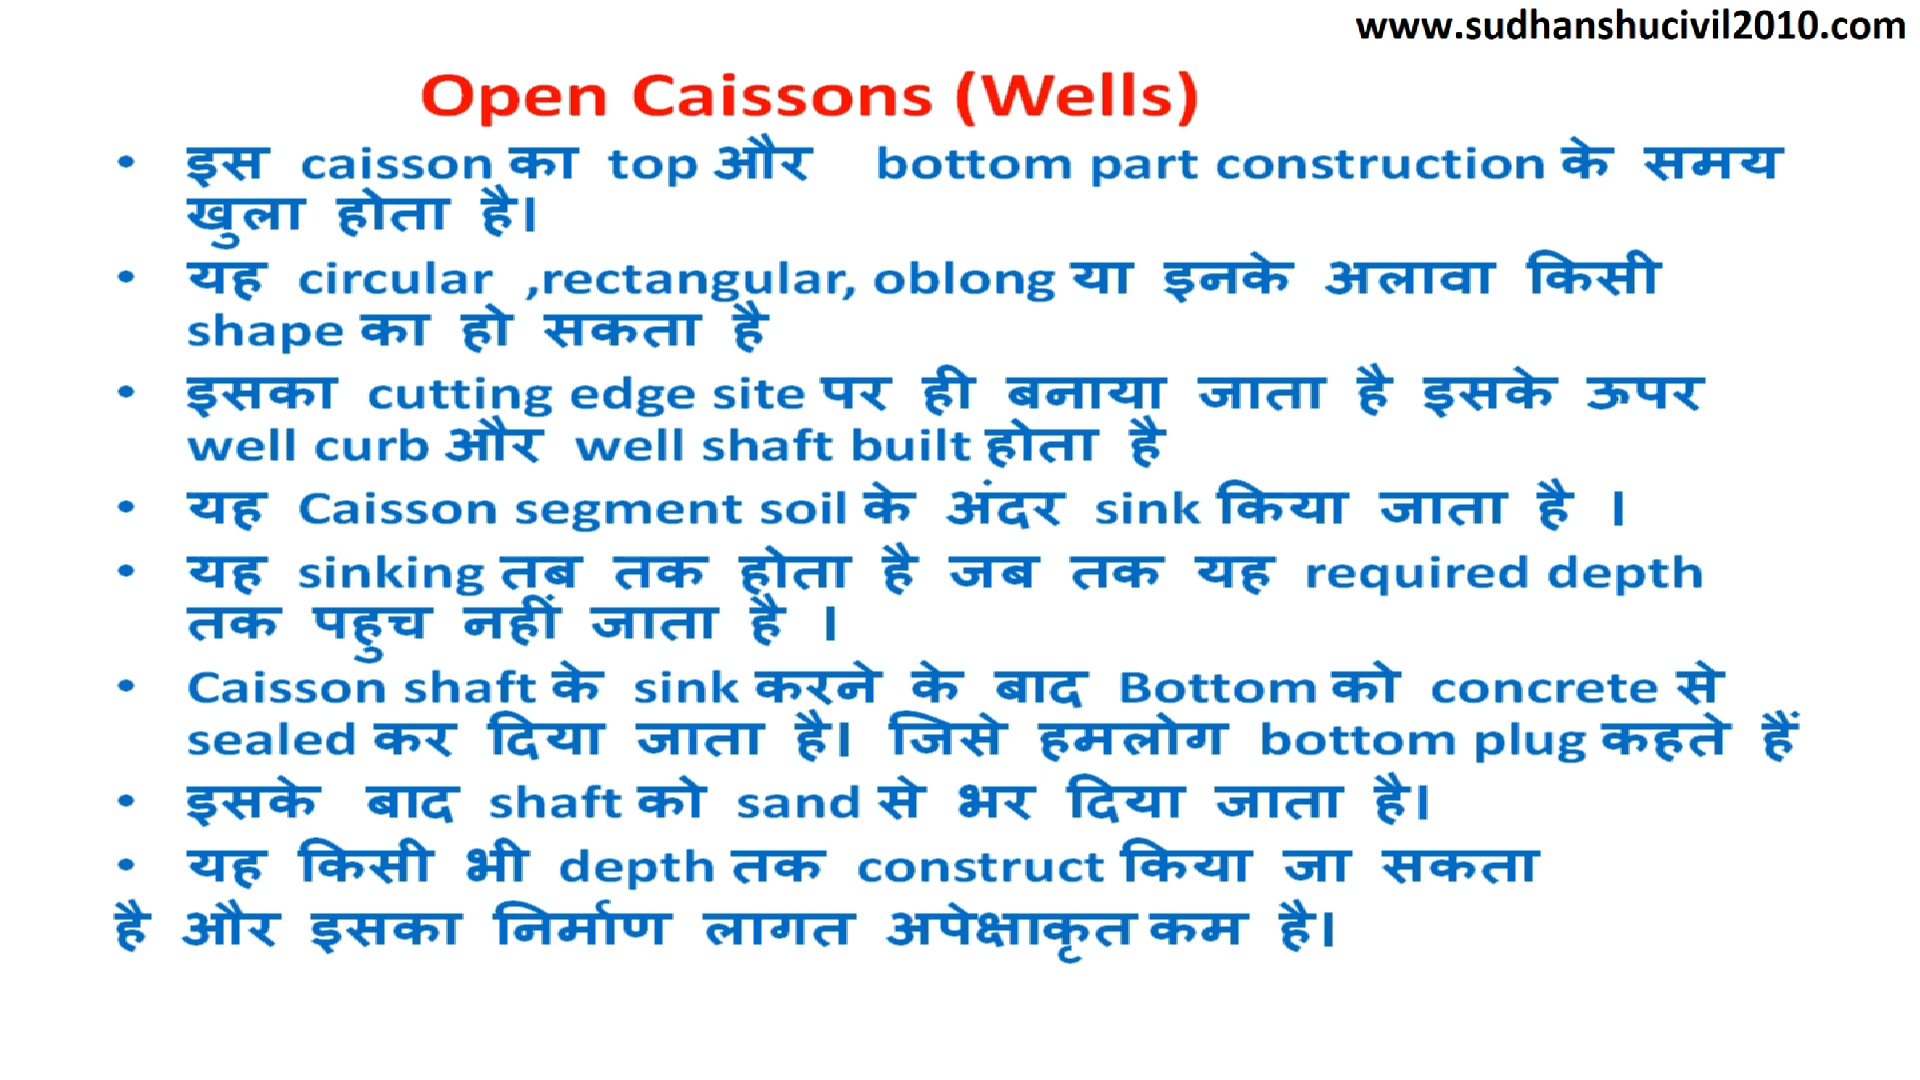 www.sudhanshucivil2010.com
Open Caissons (Wells)
• इस caisson का top और bottom part construction के समय
खुला होता है।
• यह circular ,rectangular, oblong या इनके अलावा किसी
shape का हो सकता है
• इसका cutting edge site पर ही बनाया जाता है इसके ऊपर
well curb और well shaft built होता है
• यह Caisson segment soil के अंदर sink किया जाता है ।
• यह sinking तब तक होता है जब तक यह required depth
तक पहुच नहीं जाता है ।
• Caisson shaft के sink करने के बाद Bottom को concrete से
sealed कर दिया जाता है। जिसे हमलोग bottom plug कहते हैं
• इसके बाद shaft को sand से भर दिया जाता है।
• यह किसी भी depth तक construct किया जा सकता
है और इसका निर्माण लागत अपेक्षाकृत कम है।